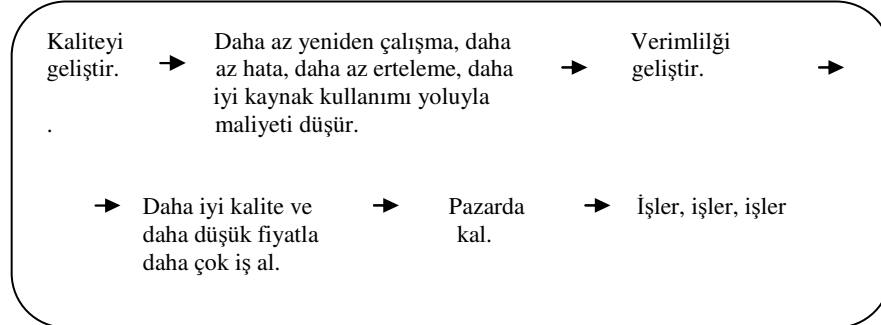 Kaliteyi
geliştir.
.
Daha az yeniden çalışma, daha
az hata, daha az erteleme, daha
iyi kaynak kullanımı yoluyla
maliyeti düşür.
Verimlilği
geliştir.
Daha iyi kalite ve
daha düşük fiyatla
daha çok iş al.
Pazarda
kal.
İşler, işler, işler